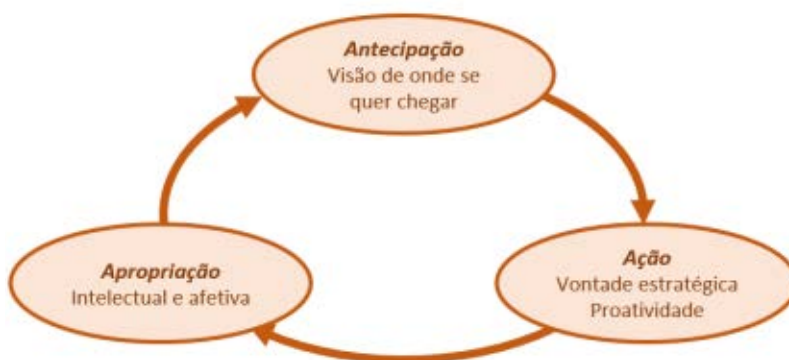 Antecipação
Visão de onde se
quer chegar
Apropriação
Intelectual e afetiva
Ação
Vontade estratégica
Proatividade